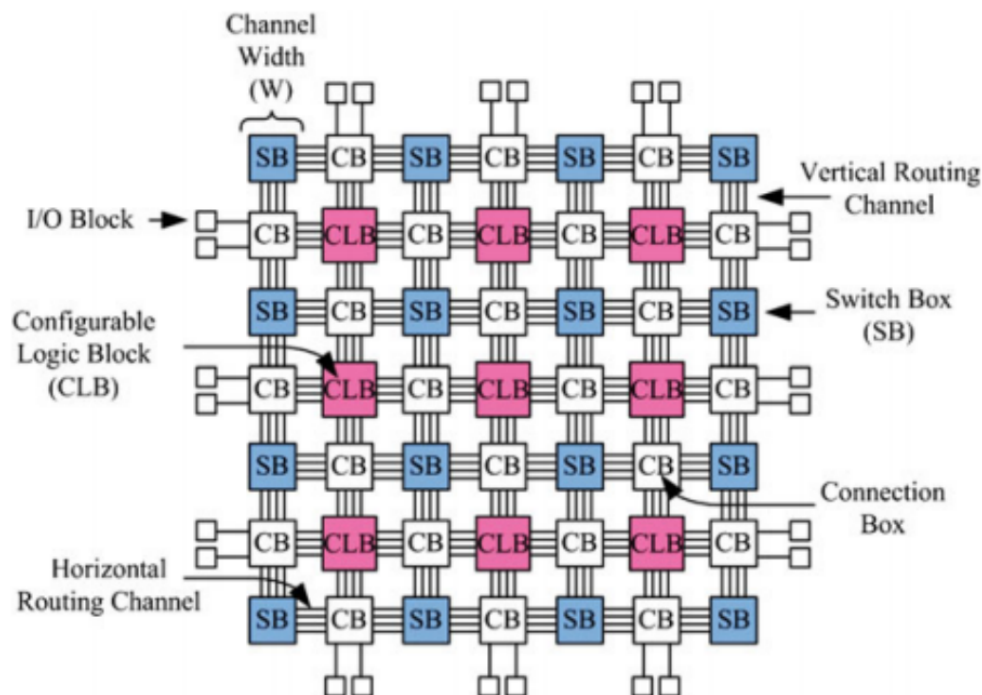 Channel
Width
(W)
SB CB SB CB SB CB SB
Vertical Routing
Channel
I/O Block
CB CLB CB CLB CB CLB CB
SB CB SB CB SB CB SB
Switch Box
(SB)
Configurable
Logic Block
(CLB)
CB CLB CB CLB CB CLB CB
SB CB SB CB SB CB SB
Connection
Box
CB CLB CB CLB CB CLB CB
Horizontal
Routing Channel
SB CB SB CB SB CB SB